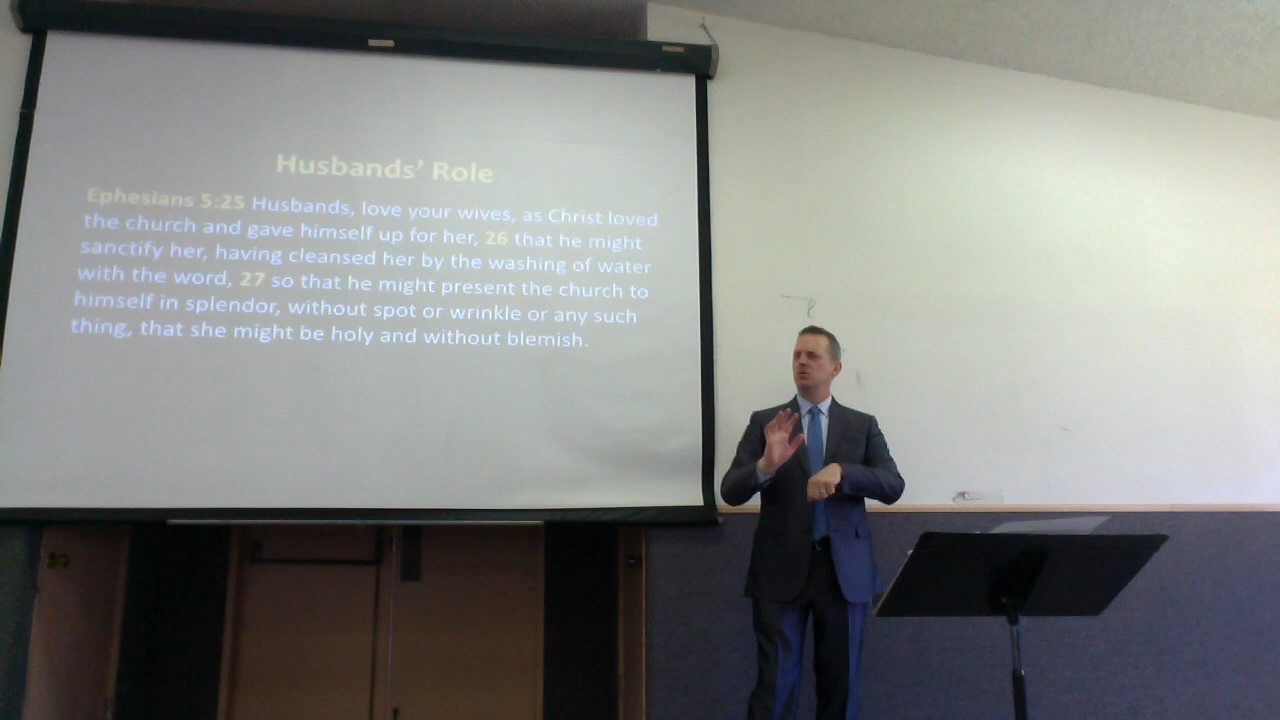 Husbands' Role
Ephesians 5:25 Husbands, love your wives, as Christ loved
the church and gave himself up for her, 26 that he might
sanctify her, having cleansed her by the washing of water
with the word, 27 so that he might present the church to
himself in splendor, without spot or wrinkle or any such
thing, that she might be holy and without blemish.